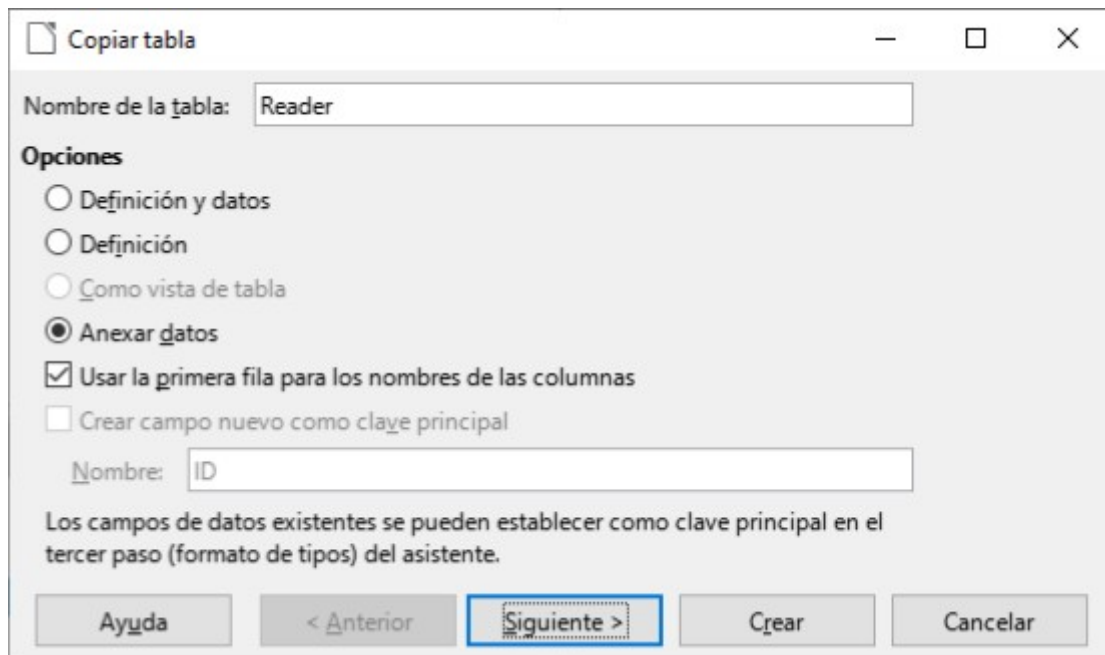 Copiar tabla
Nombre de la tabla: Reader
Opciones
Definición y datos
Definición
Como vista de tabla
Anexar datos
Usar la primera fila para los nombres de las columnas
Crear campo nuevo como clave principal
Nombre: ID
Los campos de datos existentes se pueden establecer como clave principal en el
tercer paso (formato de tipos) del asistente.
Ayuda < Anterior Siguiente > Crear Cancelar